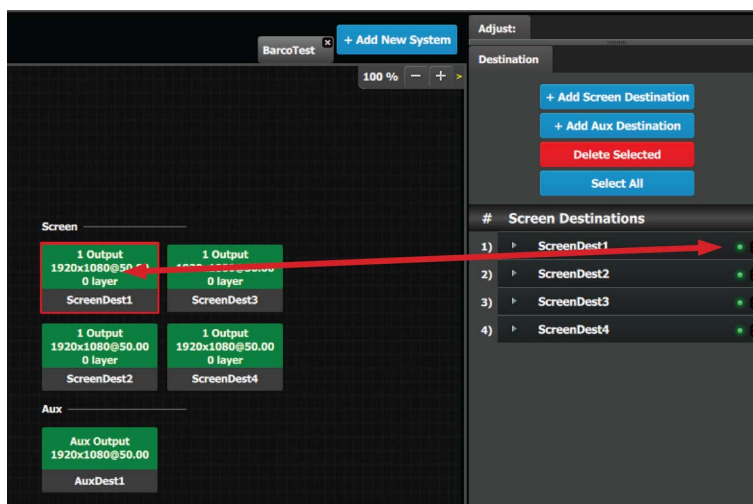 BarcoTest
x
+ Add New System
100 %
−
+
>
Adjust:
Destination
+ Add Screen Destination
+ Add Aux Destination
Delete Selected
Select All
# Screen Destinations
1) ScreenDest1
2) ScreenDest2
3) ScreenDest3
4) ScreenDest4
Screen
1 Output
0 layer
ScreenDest1
1 Output
0 layer
ScreenDest3
1 Output
1920x1080@50.00
0 layer
ScreenDest2
1 Output
1920x1080@50.00
0 layer
ScreenDest4
Aux
Aux Output
1920x1080@50.00
AuxDest1